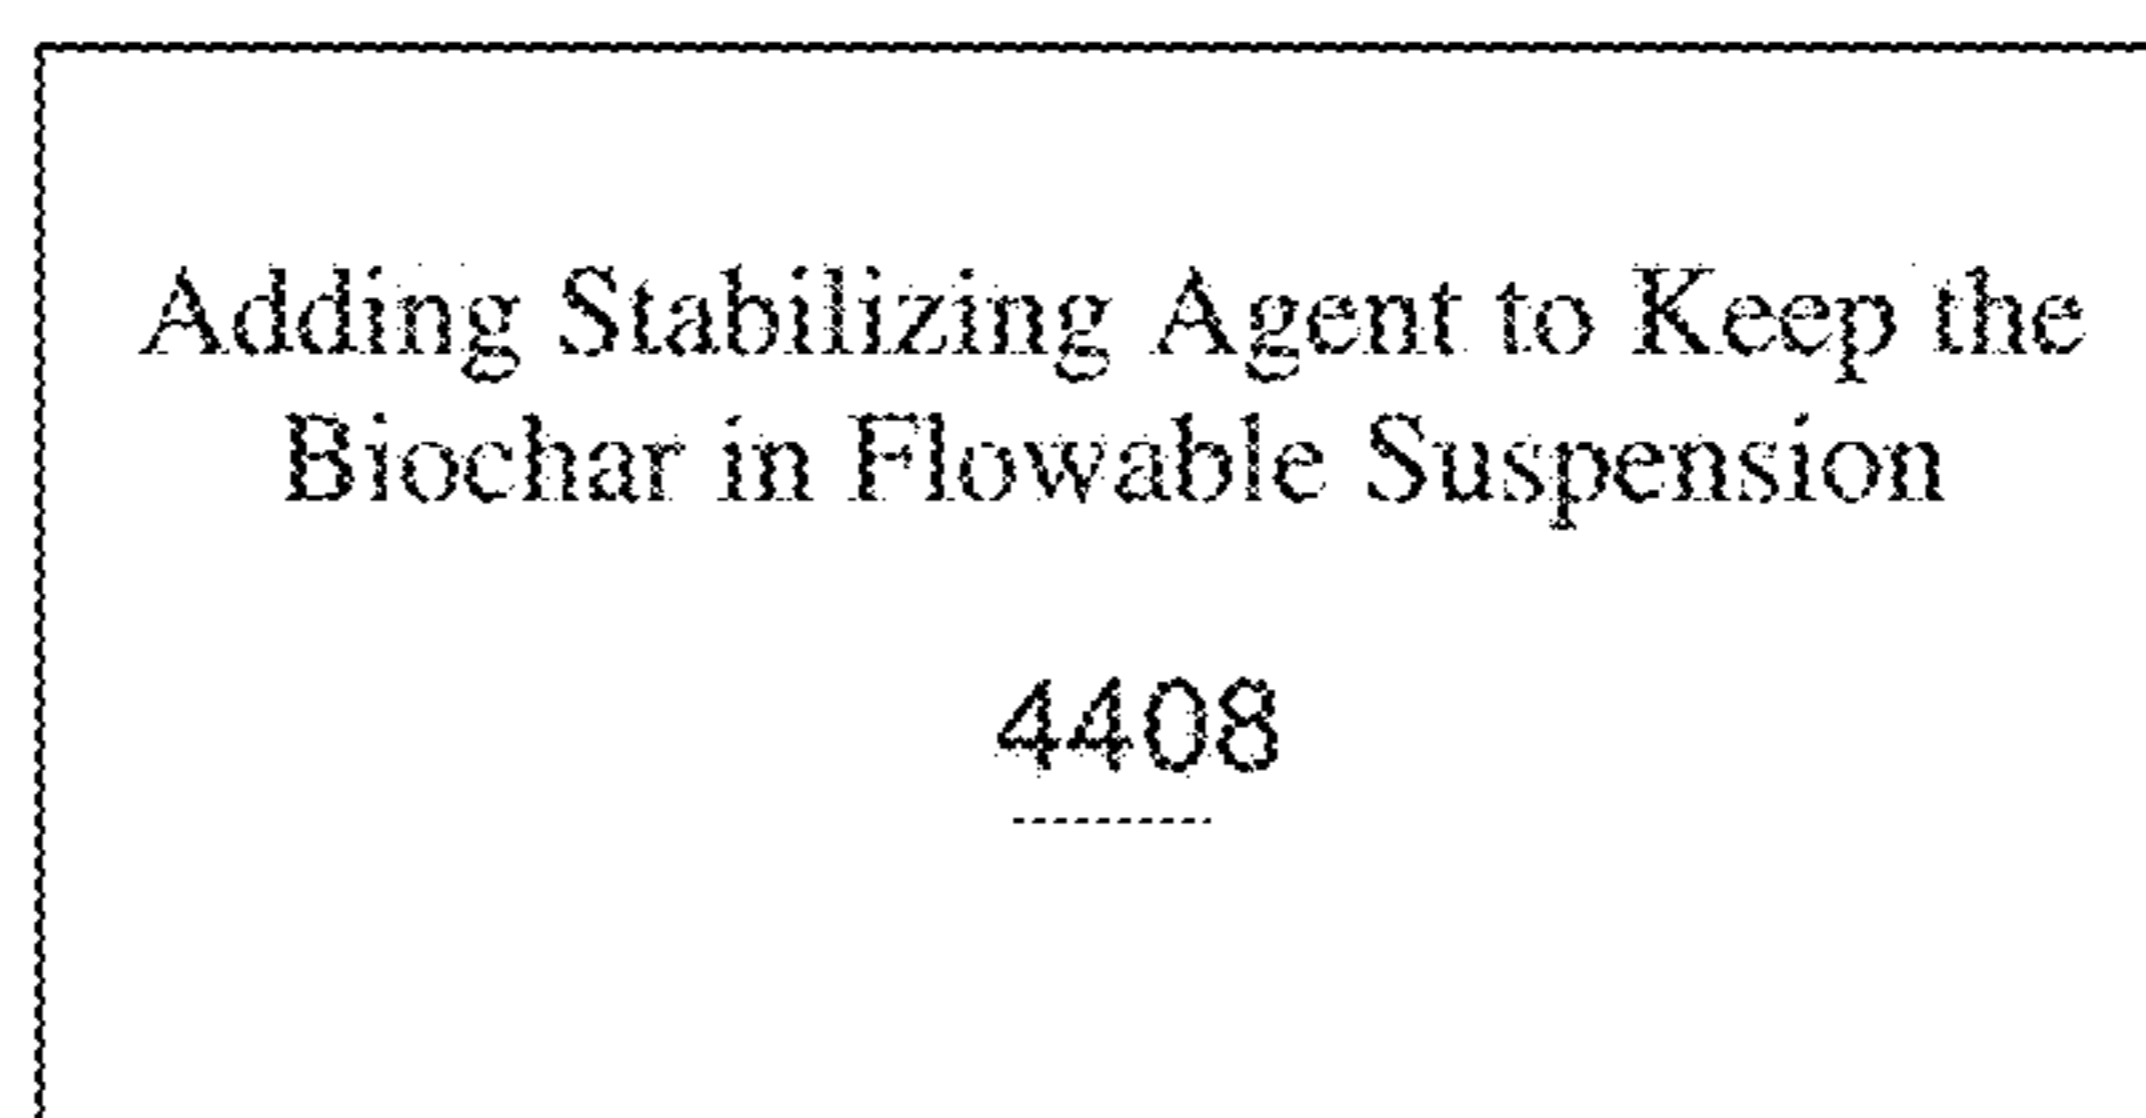 Adding Stabilizing Agent to Keep the
Biochar in Flowable Suspension
4408